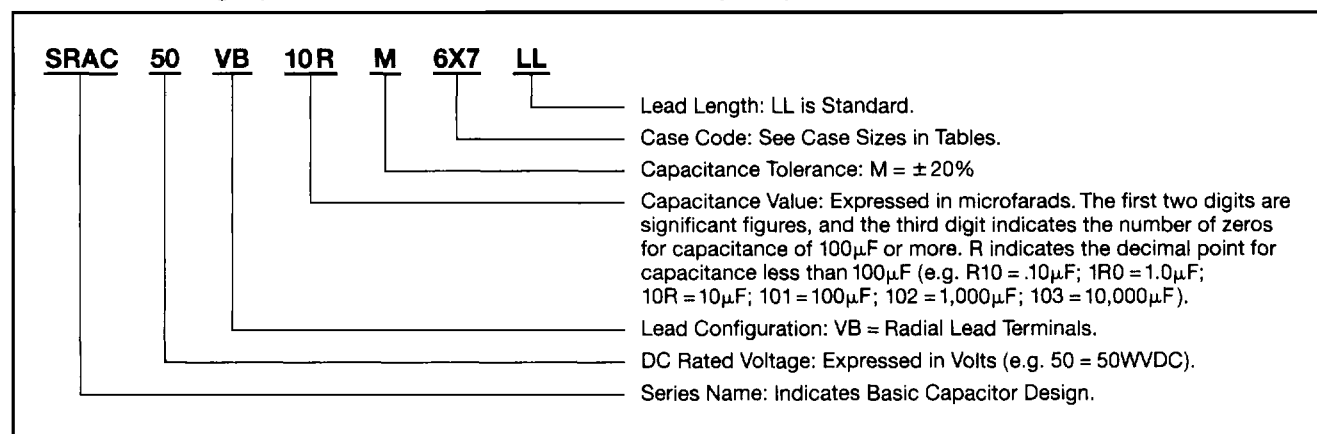 SRAC 50 VB 10R M 6X7 LL
Lead Length: LL is Standard.
Case Code: See Case Sizes in Tables.
Capacitance Tolerance: M = ±20%
Capacitance Value: Expressed in microfarads. The first two digits are
significant figures, and the third digit indicates the number of zeros
for capacitance of 100µF or more. R indicates the decimal point for
capacitance less than 100µF (e.g. R10 = .10µF; 1R0 = 1.0µF;
10R = 10µF; 101 = 100µF; 102 = 1,000µF; 103 = 10,000µF).
Lead Configuration: VB = Radial Lead Terminals.
DC Rated Voltage: Expressed in Volts (e.g. 50 = 50WVDC).
Series Name: Indicates Basic Capacitor Design.